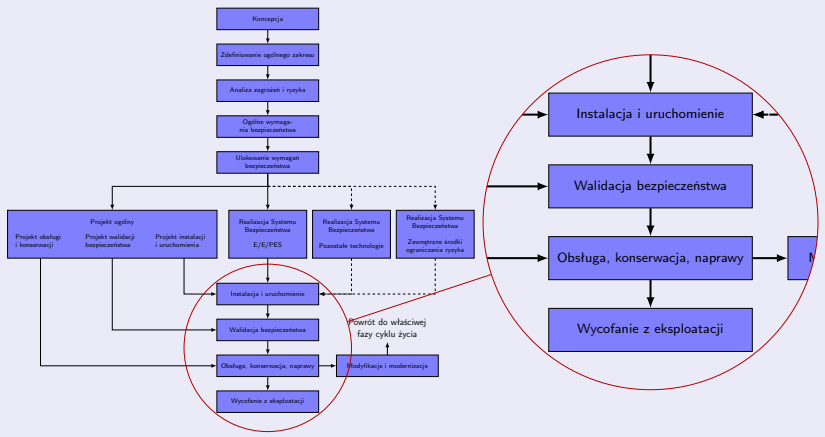 Koncepcja
Zdefiniowanie ogólnego zakresu
Analiza zagrożeń i ryzyka
Ogólne wymaga-
nia bezpieczeństwa
Ulokowanie wymagań
bezpieczeństwa
Projekt ogólny
Projekt obsługi
i konserwacji
Projekt walidacji
bezpieczeństwa
Projekt instalacji
i uruchomienia
Realizacja Systemu
Bezpieczeństwa
E/E/PES
Realizacja Systemu
Bezpieczeństwa
Pozostałe technologie
Realizacja Systemu
Bezpieczeństwa
Zewnętrzne środki
ograniczania ryzyka
Instalacja i uruchomienie
Walidacja bezpieczeństwa
Powrót do właściwej
fazy cyklu życia
Obsługa, konserwacja, naprawy
Modyfikacje i modernizacje
Wycofanie z eksploatacji
Instalacja i uruchomienie
Walidacja bezpieczeństwa
Obsługa, konserwacja, naprawy
M
Wycofanie z eksploatacji